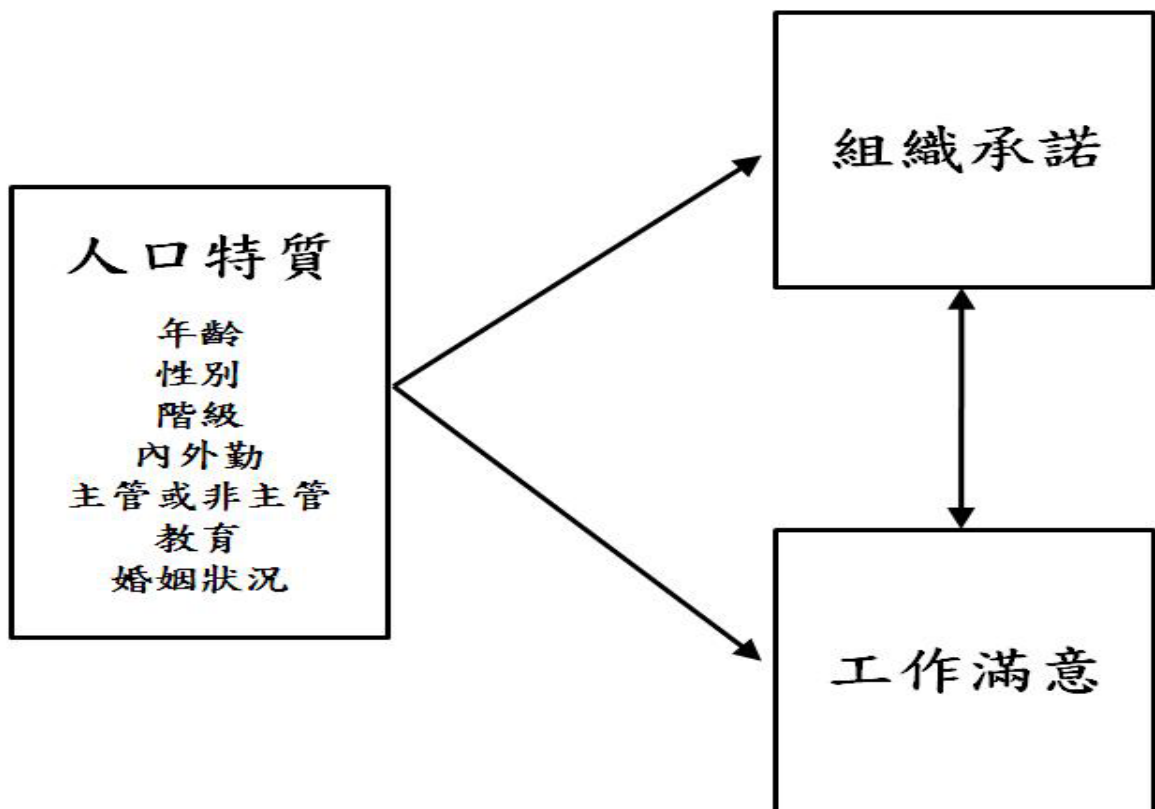 人口特質
年齡
性別
階級
內外勤
主管或非主管
教育
婚姻狀況
組織承諾
工作滿意